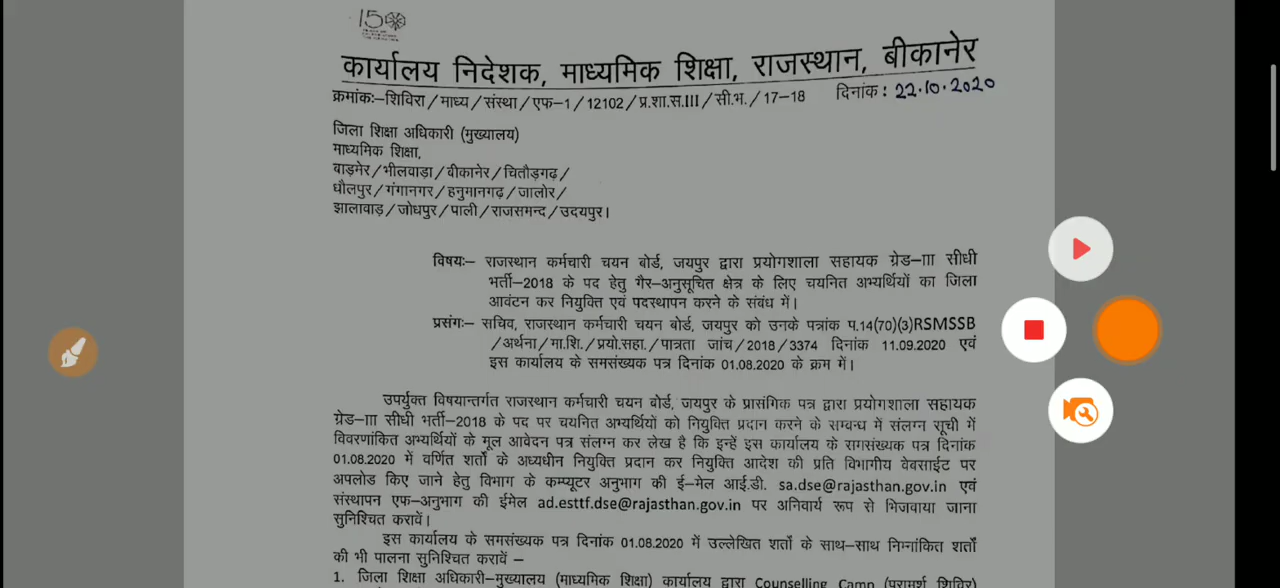 150
कार्यालय निदेशक, माध्यमिक शिक्षा, राजस्थान, बीकानेर
क्रमांकः–शिविरा/माध्य/संस्था/एफ–1/12102/प्र.शा.स.III/सी.भ./17–18 दिनांक : 22.10.2020
जिला शिक्षा अधिकारी (मुख्यालय)
माध्यमिक शिक्षा,
बाड़मेर/भीलवाड़ा/बीकानेर/चितौड़गढ़/
धौलपुर/गंगानगर/हनुमानगढ़/जालोर/
झालावाड़/जोधपुर/पाली/राजसमन्द/उदयपुर।
विषयः– राजस्थान कर्मचारी चयन बोर्ड, जयपुर द्वारा प्रयोगशाला सहायक ग्रेड–III सीधी
भर्ती–2018 के पद हेतु गैर–अनुसूचित क्षेत्र के लिए चयनित अभ्यर्थियों का जिला
आवंटन कर नियुक्ति एवं पदस्थापन करने के संबंध में।
प्रसंगः– सचिव, राजस्थान कर्मचारी चयन बोर्ड, जयपुर को उनके पत्रांक प.14(70)(3)RSMSSB
/अर्थना/मा.शि./प्रयो.सहा./पात्रता जांच/2018/3374 दिनांक 11.09.2020 एवं
इस कार्यालय के समसंख्यक पत्र दिनांक 01.08.2020 के क्रम में।
उपर्युक्त विषयान्तर्गत राजस्थान कर्मचारी चयन बोर्ड, जयपुर के प्रासंगिक पत्र द्वारा प्रयोगशाला सहायक
ग्रेड–III सीधी भर्ती–2018 के पद पर चयनित अभ्यर्थियों को नियुक्ति प्रदान करने के सम्बन्ध में संलग्न सूची में
विवरणांकित अभ्यर्थियों के मूल आवेदन पत्र संलग्न कर लेख है कि इन्हें इस कार्यालय के समसंख्यक पत्र दिनांक
01.08.2020 में वर्णित शर्तों के अध्यधीन नियुक्ति प्रदान कर नियुक्ति आदेश की प्रति विभागीय वेबसाईट पर
अपलोड किए जाने हेतु विभाग के कम्प्यूटर अनुभाग की ई–मेल आई.डी. sa.dse@rajasthan.gov.in एवं
संस्थापन एफ–अनुभाग की ईमेल ad.esttf.dse@rajasthan.gov.in पर अनिवार्य रूप से भिजवाया जाना
सुनिश्चित करावें।
इस कार्यालय के समसंख्यक पत्र दिनांक 01.08.2020 में उल्लेखित शर्तों के साथ–साथ निम्नांकित शर्तों
की भी पालना सुनिश्चित करावें –
1. जिला शिक्षा अधिकारी–मुख्यालय (माध्यमिक शिक्षा) कार्यालय द्वारा Counselling Camp (परामर्श शिविर)